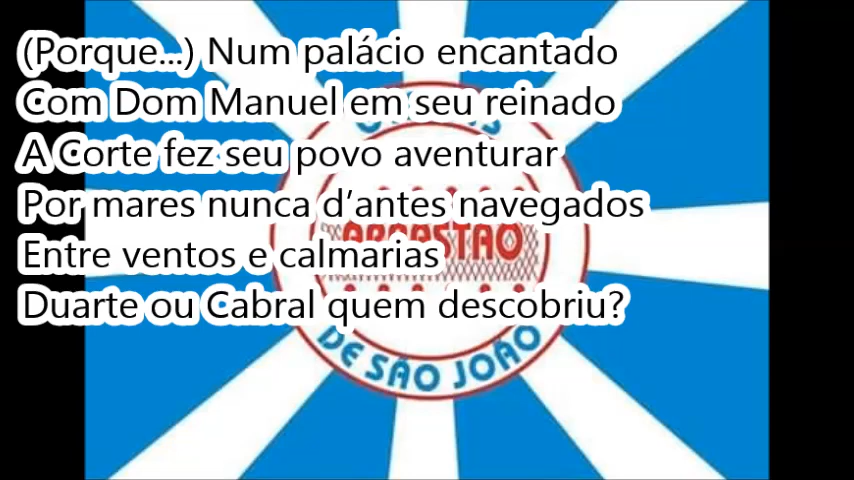 (Porque...) Num palácio encantado
Com Dom Manuel em seu reinado
A Corte fez seu povo aventurar
Por mares nunca d’antes navegados
Entre ventos e calmarias
Duarte ou Cabral quem descobriu?
DE SÃO JOÃO